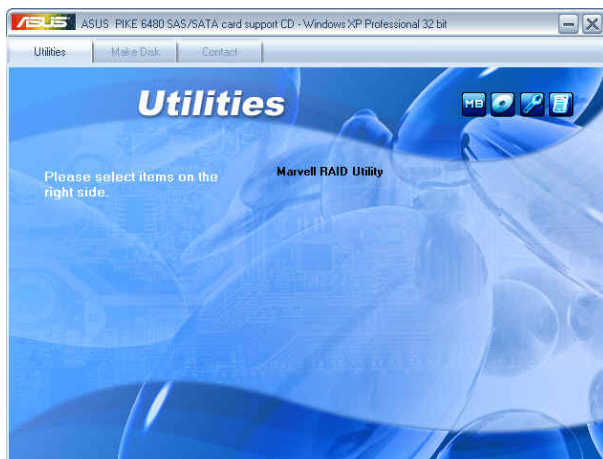 ASUS ASUS PIKE 6480 SAS/SATA card support CD - Windows XP Professional 32 bit
Utilities Make Disk Contact
Utilities
MB
Please select items on the
right side.
Marvell RAID Utility